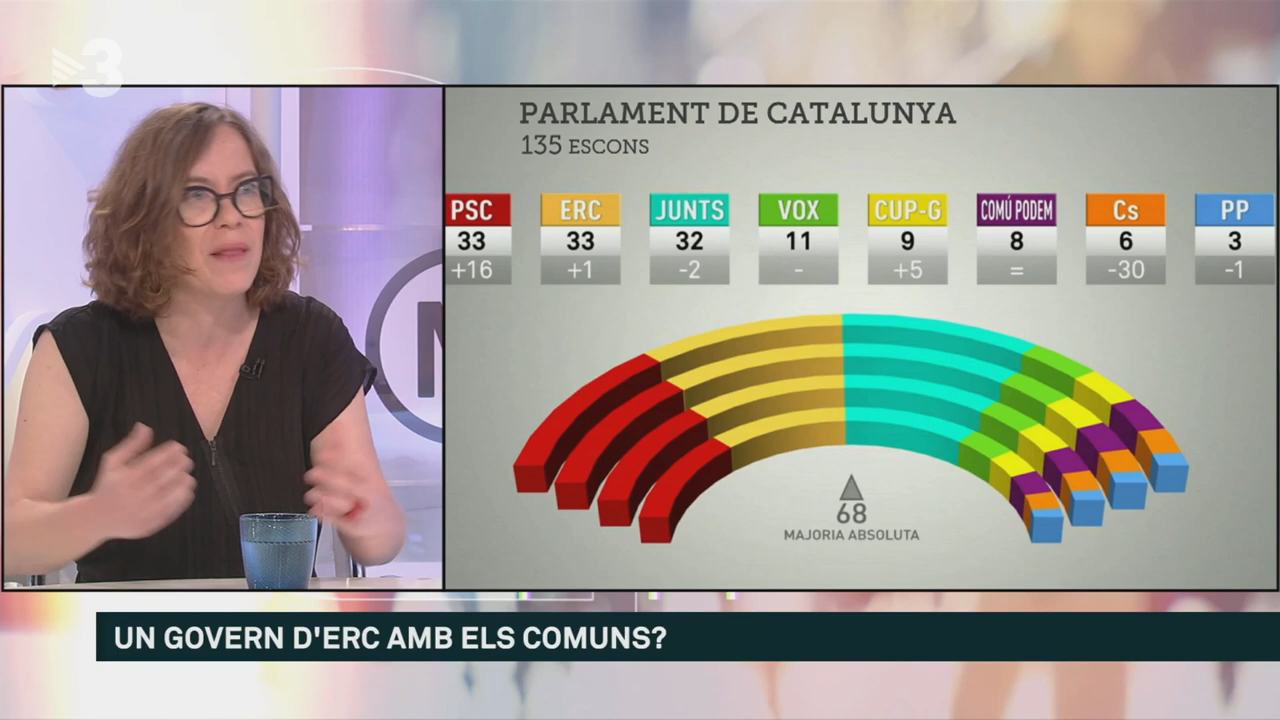 3
PARLAMENT DE CATALUNYA
135 ESCONS
PSC ERC JUNTS VOX CUP-G COMÚ PODEM Cs PP
33 33 32 11 9 8 6 3
+16 +1 -2 - +5 = -30 -1
68
MAJORIA ABSOLUTA
UN GOVERN D'ERC AMB ELS COMUNS?